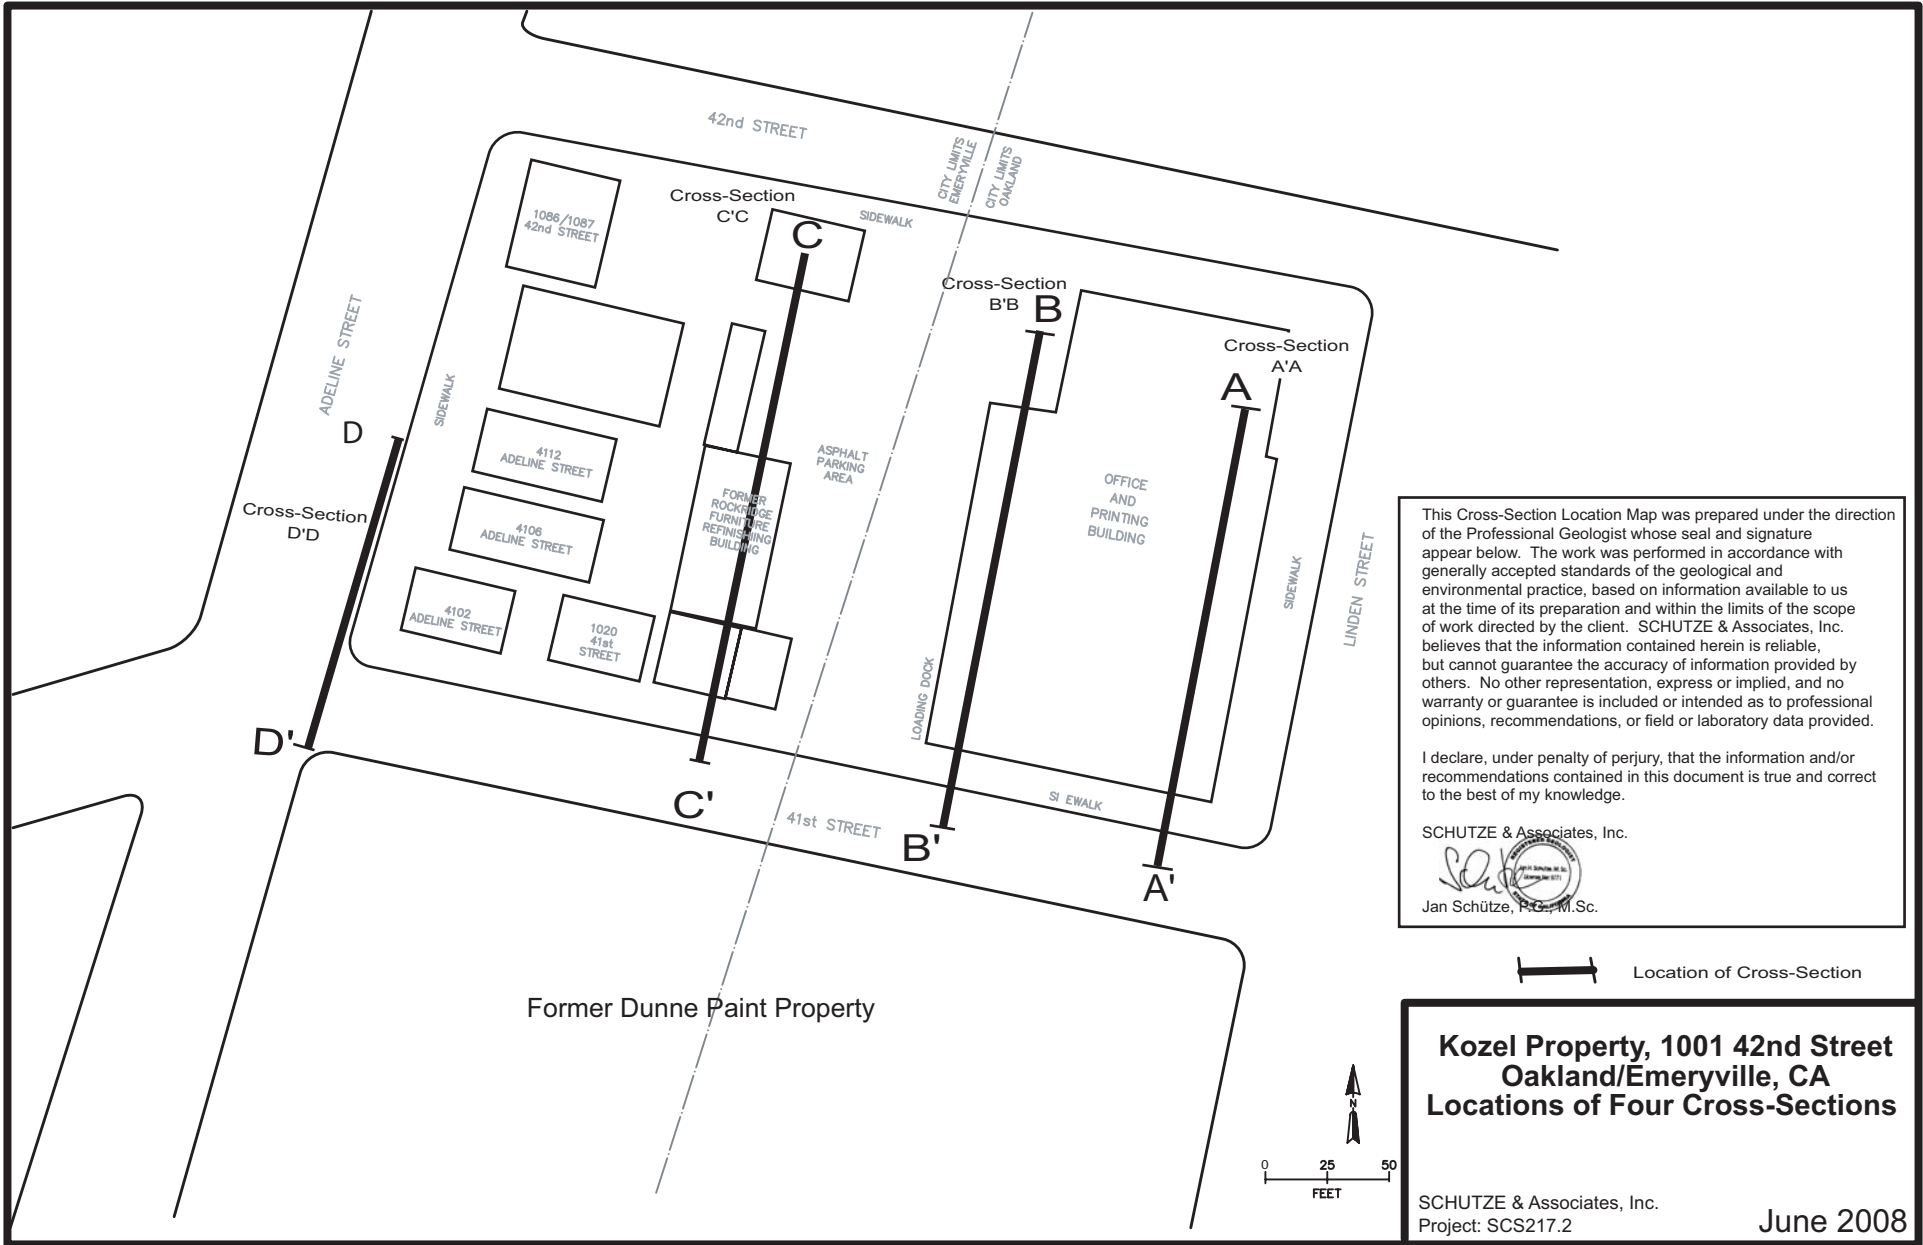 42nd STREET
CITY LIMITS
EMERYVILLE
CITY LIMITS
OAKLAND
Cross-Section
C'C
SIDEWALK
1086/1087
42nd STREET
C
Cross-Section
B'B
B
ADELINE STREET
SIDEWALK
Cross-Section
A'A
A
D
4112
ADELINE STREET
ASPHALT
PARKING
AREA
FORMER
ROCKRIDGE
FURNITURE
REFINISHING
BUILDING
OFFICE
AND
PRINTING
BUILDING
Cross-Section
D'D
4106
ADELINE STREET
SIDEWALK
LINDEN STREET
4102
ADELINE STREET
1020
41st
STREET
LOADING DOCK
D'
C'
41st STREET
B'
SI EWALK
A'
Former Dunne Paint Property
This Cross-Section Location Map was prepared under the direction
of the Professional Geologist whose seal and signature
appear below. The work was performed in accordance with
generally accepted standards of the geological and
environmental practice, based on information available to us
at the time of its preparation and within the limits of the scope
of work directed by the client. SCHUTZE & Associates, Inc.
believes that the information contained herein is reliable,
but cannot guarantee the accuracy of information provided by
others. No other representation, express or implied, and no
warranty or guarantee is included or intended as to professional
opinions, recommendations, or field or laboratory data provided.
I declare, under penalty of perjury, that the information and/or
recommendations contained in this document is true and correct
to the best of my knowledge.
SCHUTZE & Associates, Inc.
REGISTERED GEOLOGIST
Jan Schütze, P.G., M.Sc.
Location of Cross-Section
N
0 25 50
FEET
Kozel Property, 1001 42nd Street
Oakland/Emeryville, CA
Locations of Four Cross-Sections
SCHUTZE & Associates, Inc.
Project: SCS217.2
June 2008